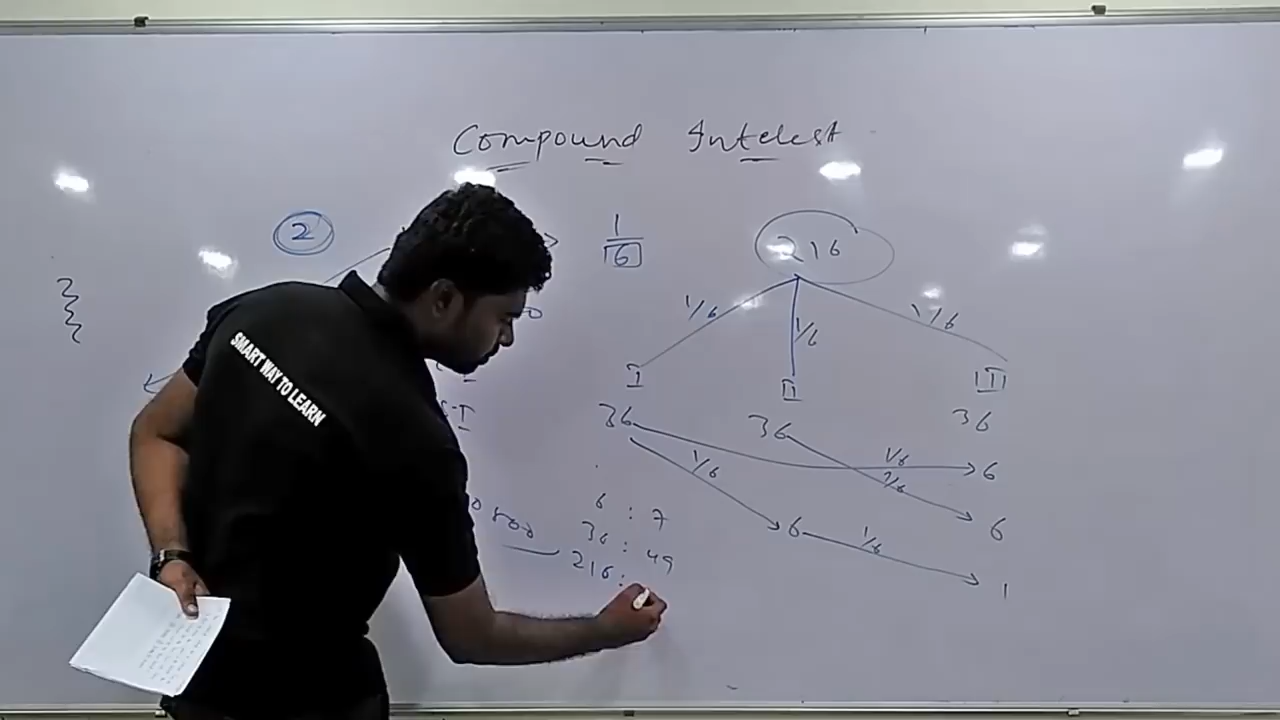 Compound Interest
2
1
6
216
1/6
1/6
1/6
I
II
III
36
36
36
1/6
6
1/6
1/6
6
6
1/6
1
6 : 7
36 : 49
216 :
SMART WAY TO LEARN